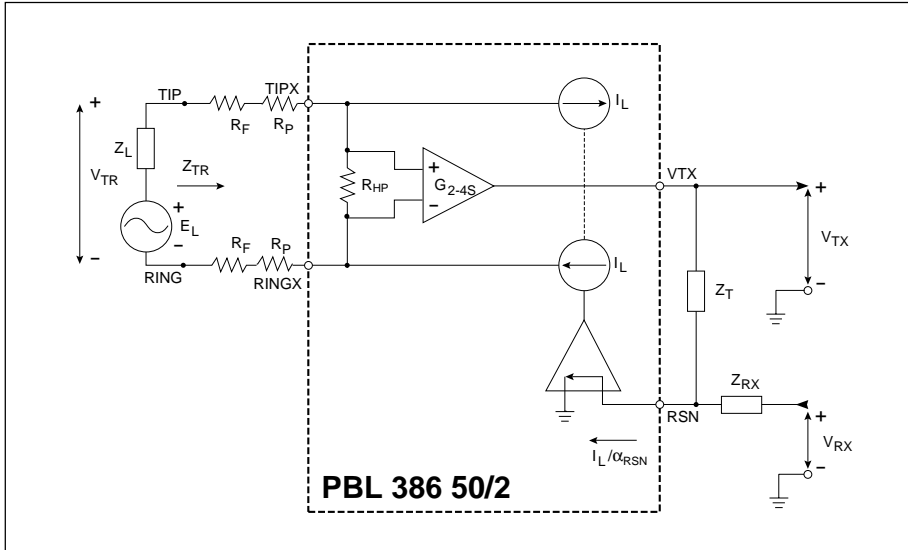 TIP
TIPX
+
R_F
R_P
I_L
Z_L
Z_TR
V_TR
+
R_HP
G_2-4S
−
VTX
+
+
E_L
−
R_F
R_P
I_L
V_TX
−
RING
RINGX
Z_T
−
Z_RX
RSN
+
I_L/α_RSN
V_RX
−
PBL 386 50/2